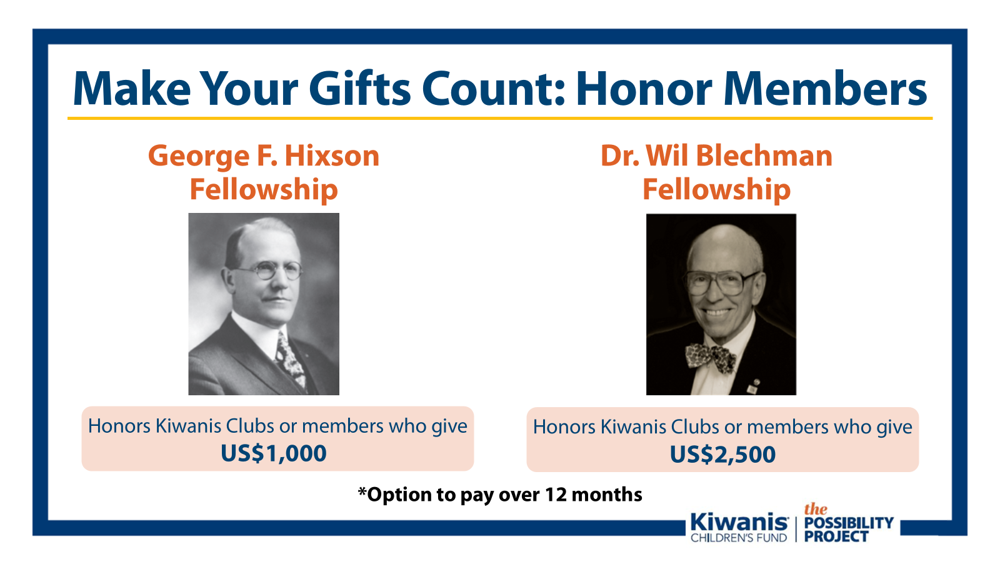 Make Your Gifts Count: Honor Members
George F. Hixson
Fellowship
Honors Kiwanis Clubs or members who give
US$1,000
Dr. Wil Blechman
Fellowship
Honors Kiwanis Clubs or members who give
US$2,500
*Option to pay over 12 months
Kiwanis
CHILDREN'S FUND
the
POSSIBILITY
PROJECT